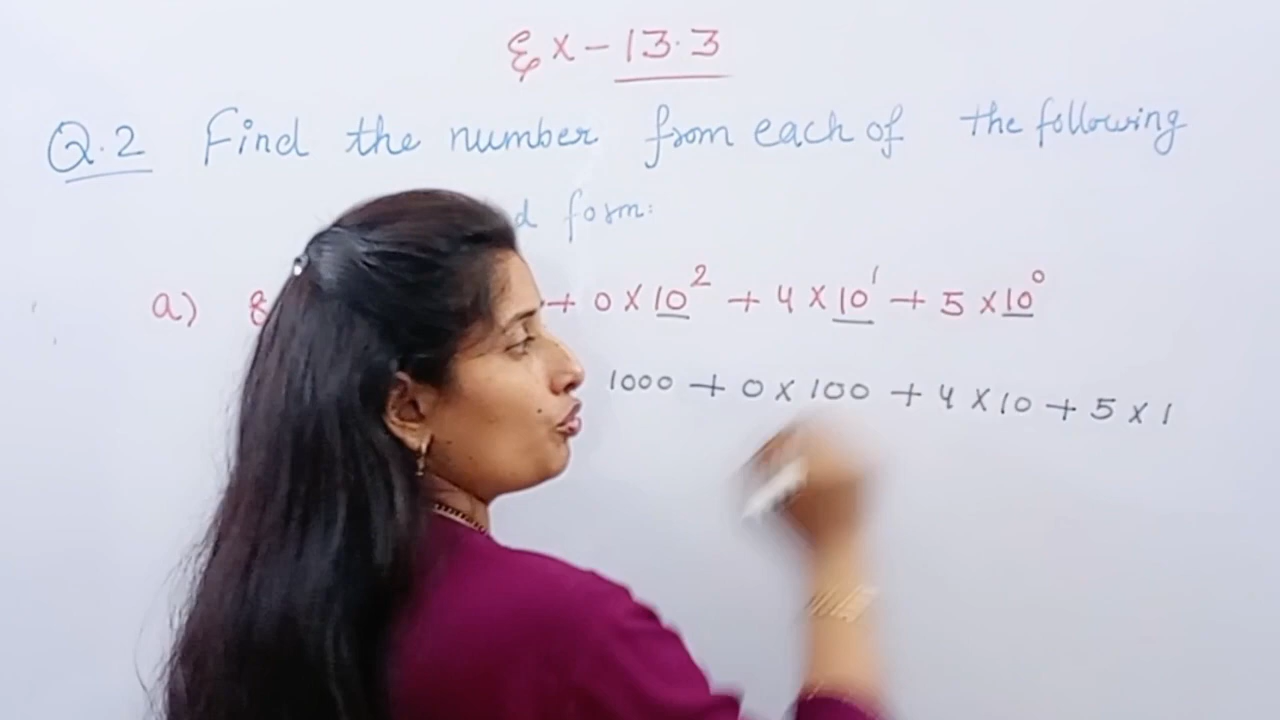 Ex - 13.3
Q.2 Find the number from each of the following
form:
a) 8 + 0 × 10² + 4 × 10¹ + 5 × 10⁰
1000 + 0 × 100 + 4 × 10 + 5 × 1